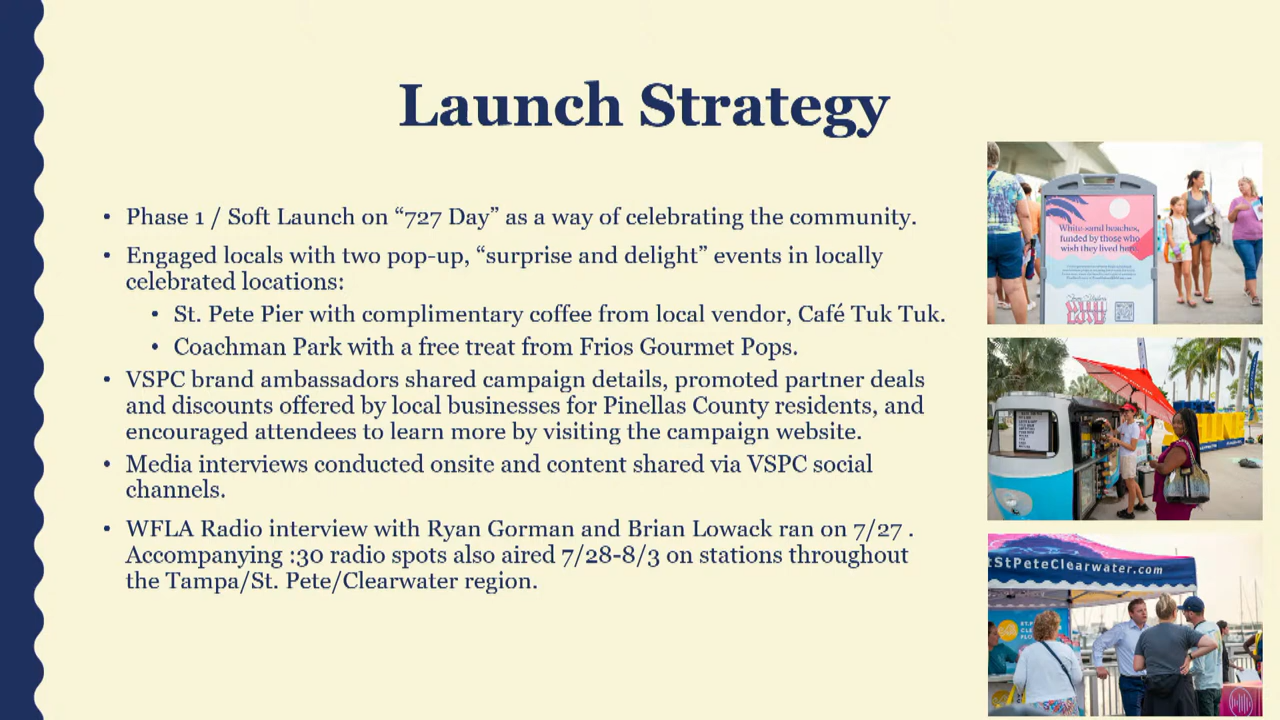 Launch Strategy
• Phase 1 / Soft Launch on “727 Day” as a way of celebrating the community.
• Engaged locals with two pop-up, “surprise and delight” events in locally
celebrated locations:
• St. Pete Pier with complimentary coffee from local vendor, Café Tuk Tuk.
• Coachman Park with a free treat from Frios Gourmet Pops.
• VSPC brand ambassadors shared campaign details, promoted partner deals
and discounts offered by local businesses for Pinellas County residents, and
encouraged attendees to learn more by visiting the campaign website.
• Media interviews conducted onsite and content shared via VSPC social
channels.
• WFLA Radio interview with Ryan Gorman and Brian Lowack ran on 7/27 .
Accompanying :30 radio spots also aired 7/28-8/3 on stations throughout
the Tampa/St. Pete/Clearwater region.
White-sand beaches,
funded by those who
wish they lived here.
tStPeteClearwater.com